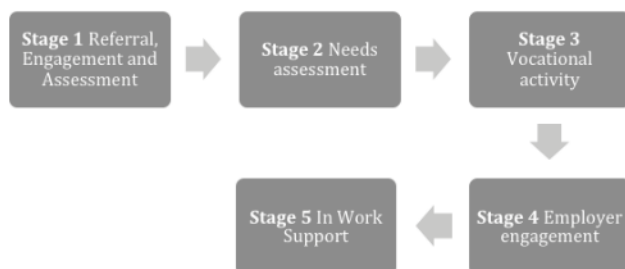 Stage 1 Referral,
Engagement and
Assessment
Stage 2 Needs
assessment
Stage 3
Vocational
activity
Stage 4 Employer
engagement
Stage 5 In Work
Support